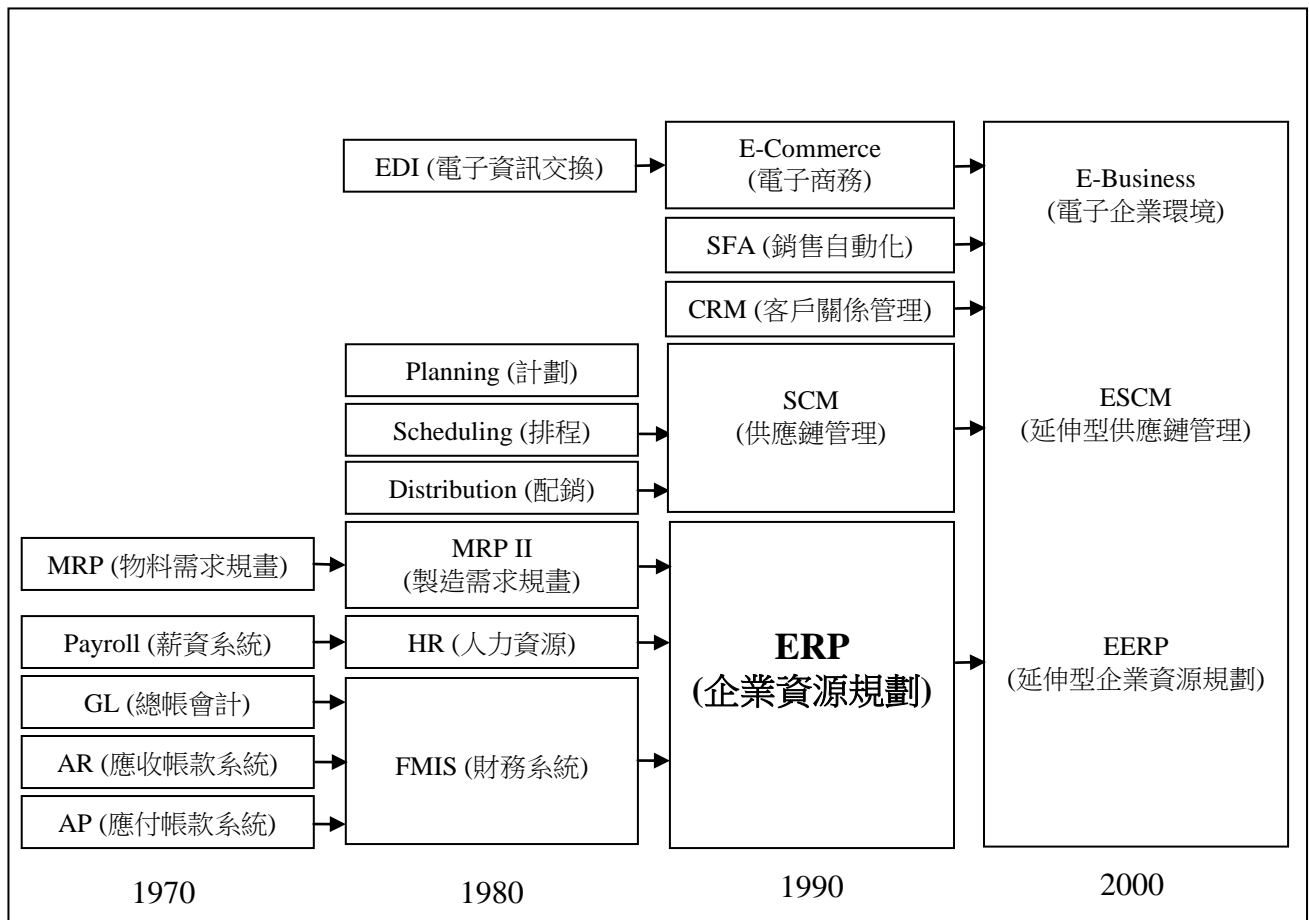 EDI (電子資訊交換)
E-Commerce
(電子商務)
E-Business
(電子企業環境)
SFA (銷售自動化)
CRM (客戶關係管理)
Planning (計劃)
Scheduling (排程)
Distribution (配銷)
SCM
(供應鏈管理)
ESCM
(延伸型供應鏈管理)
MRP (物料需求規畫)
MRP II
(製造需求規畫)
Payroll (薪資系統)
HR (人力資源)
ERP
(企業資源規劃)
EERP
(延伸型企業資源規劃)
GL (總帳會計)
AR (應收帳款系統)
FMIS (財務系統)
AP (應付帳款系統)
1970
1980
1990
2000